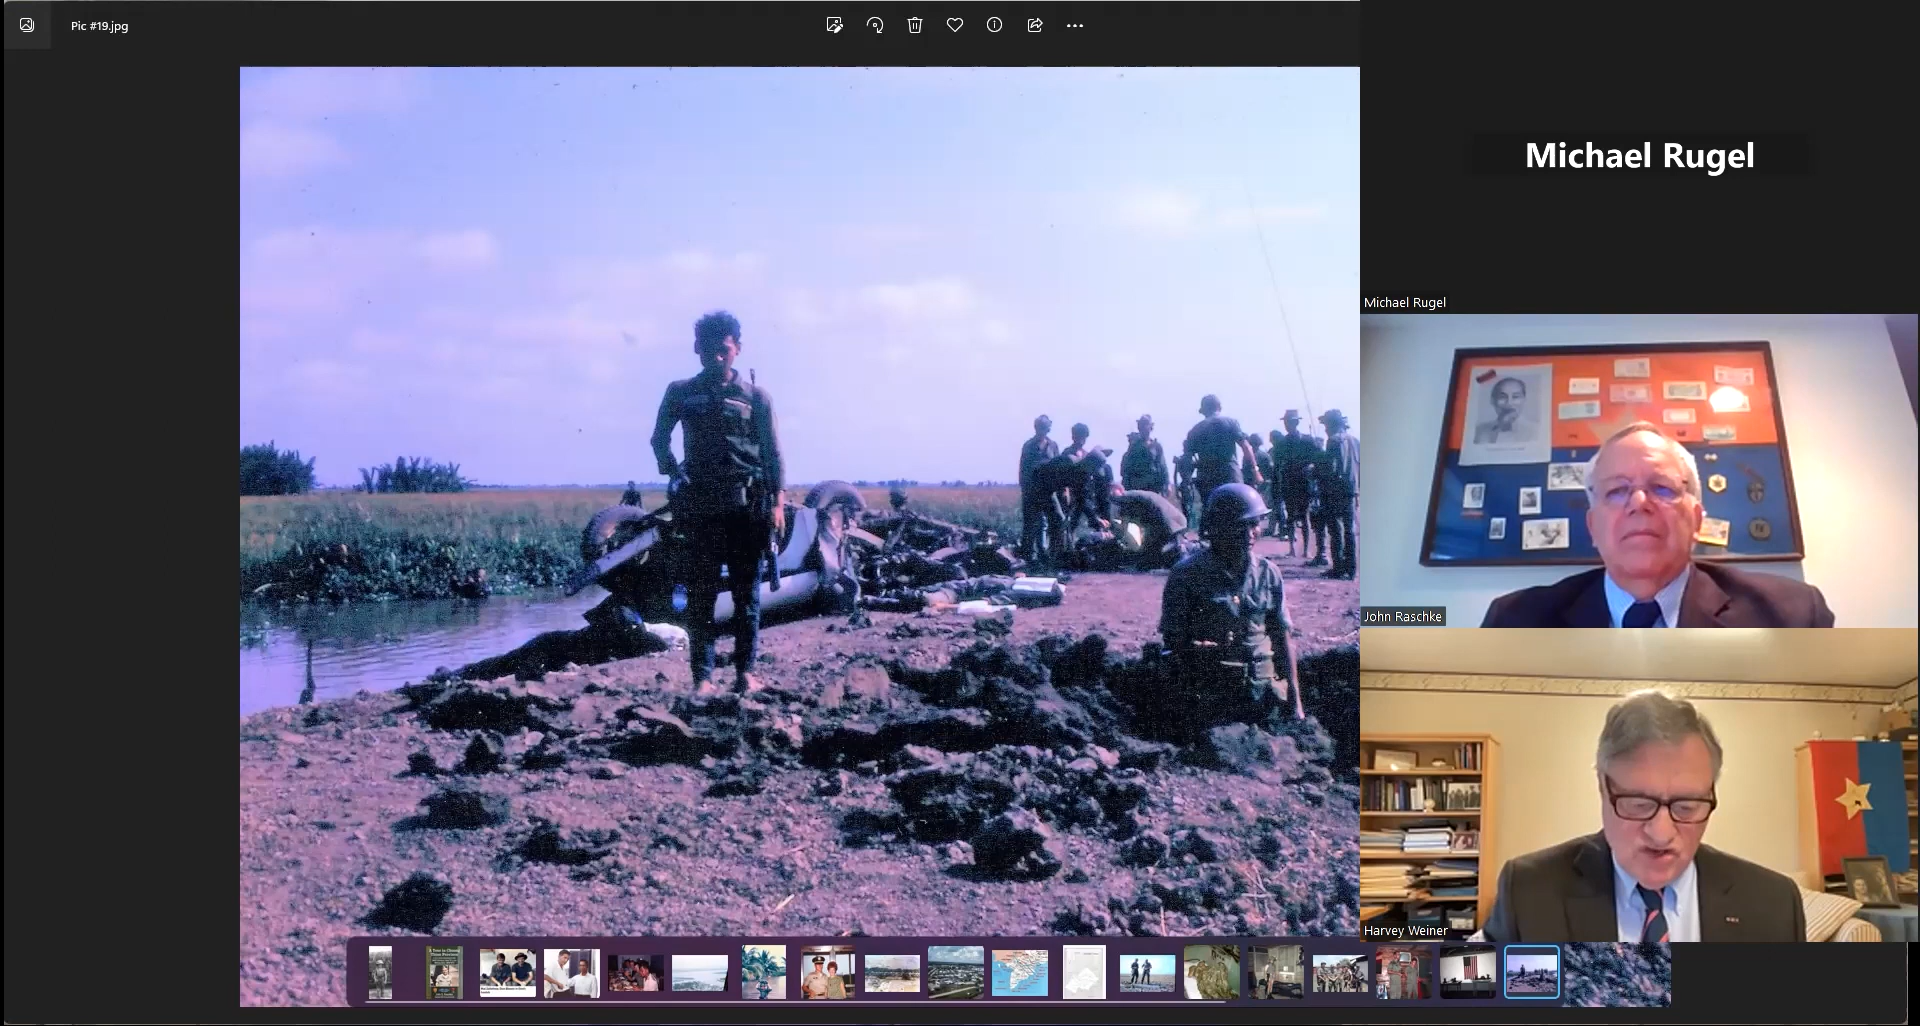 Pic #19.jpg
Michael Rugel
Michael Rugel
John Raschke
Harvey Weiner